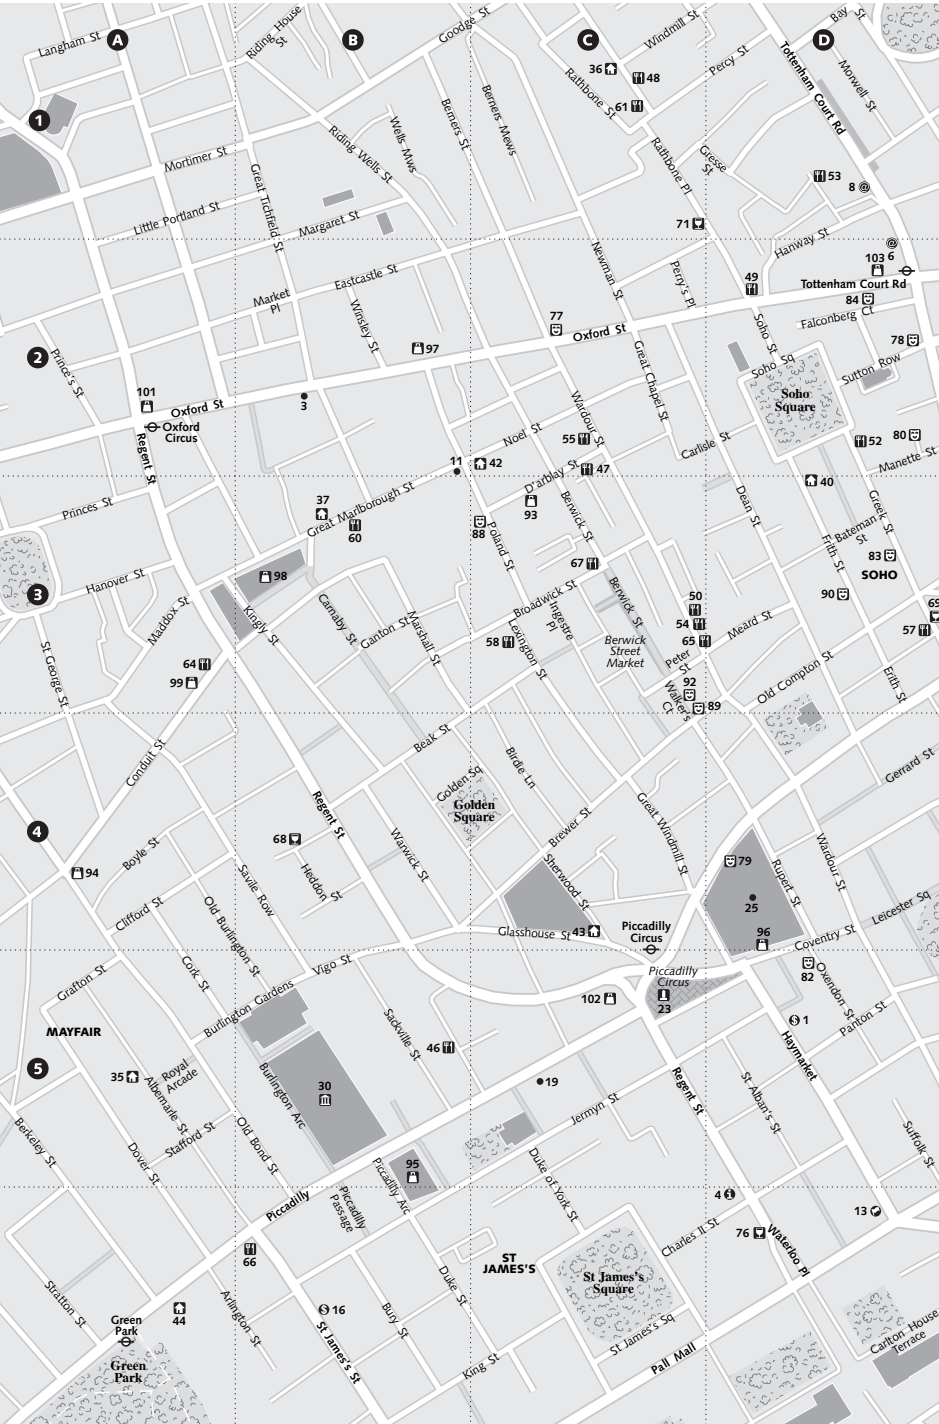 A
B
C
D
1
2
3
4
5
Langham St
Riding House
St
Goodge St
Windmill St
Bay St
Percy St
Tottenham Court Rd
Morwell St
36
48
Rathbone St
61
Berners St
Berners Mews
Wells Mws
Riding Wells St
Rathbone Pl
Gresse
St
53
8 @
Mortimer St
Great Titchfield St
Little Portland St
Margaret St
71
Hanway St
@
6
103
Tottenham Court Rd
Eastcastle St
Newman St
Perry's Pl
49
84
Market
Pl
Winsley St
Falconberg Ct
77
Oxford St
Soho St
78
Prince's St
97
Great Chapel St
Soho Sq
Sutton Row
101
Oxford St
Oxford
Circus
3
Soho
Square
Regent St
Wardour St
Noel St
55
Carlisle St
52
80
Manette St
11
42
D'arblay St
47
40
Princes St
37
Great Marlborough St
60
93
88
Berwick St
Dean St
Greek St
Poland St
Frith St
Bateman
St
83
SOHO
67
Hanover St
98
Broadwick St
Berwick St
90
50
69
Maddox St
Kingly St
Carnaby St
Ganton St
Marshall St
Ingestre
Pl
54
57
58
Lexington St
Berwick
Street
Market
65
Meard St
St George St
64
99
Peter
St
Old Compton St
Erith St
92
Walkers
Ct
89
Conduit St
Beak St
Birdie Ln
Gerrard St
Golden Sq
Golden
Square
Regent St
Great Windmill St
Brewer St
68
Warwick St
Wardour St
Boyle St
94
Heddon St
Sherwood St
79
Rupert St
Savile Row
25
Clifford St
Old Burlington St
Leicester Sq
Glasshouse St
43
Piccadilly
Circus
96
Coventry St
Vigo St
Grafton St
Cork St
Piccadilly
Circus
82
Oxendon St
Burlington Gardens
102
23
MAYFAIR
Sackville St
1
Panton St
46
Haymarket
Royal
Arcade
35
Albemarle St
Burlington Arc
30
19
Regent St
St Alban's St
Jermyn St
Berkeley St
Stafford St
Old Bond St
Suffolk St
Dover St
95
Piccadilly Arc
Duke of York St
Piccadilly
Piccadilly
Passage
4
13
76
Charles II St
66
Waterloo Pl
ST
JAMES'S
St James's
Square
Duke St
Stratton St
44
Arlington St
16
Bury St
Green
Park
St James's St
St James's Sq
Carlton House
Terrace
Green
Park
King St
Pall Mall